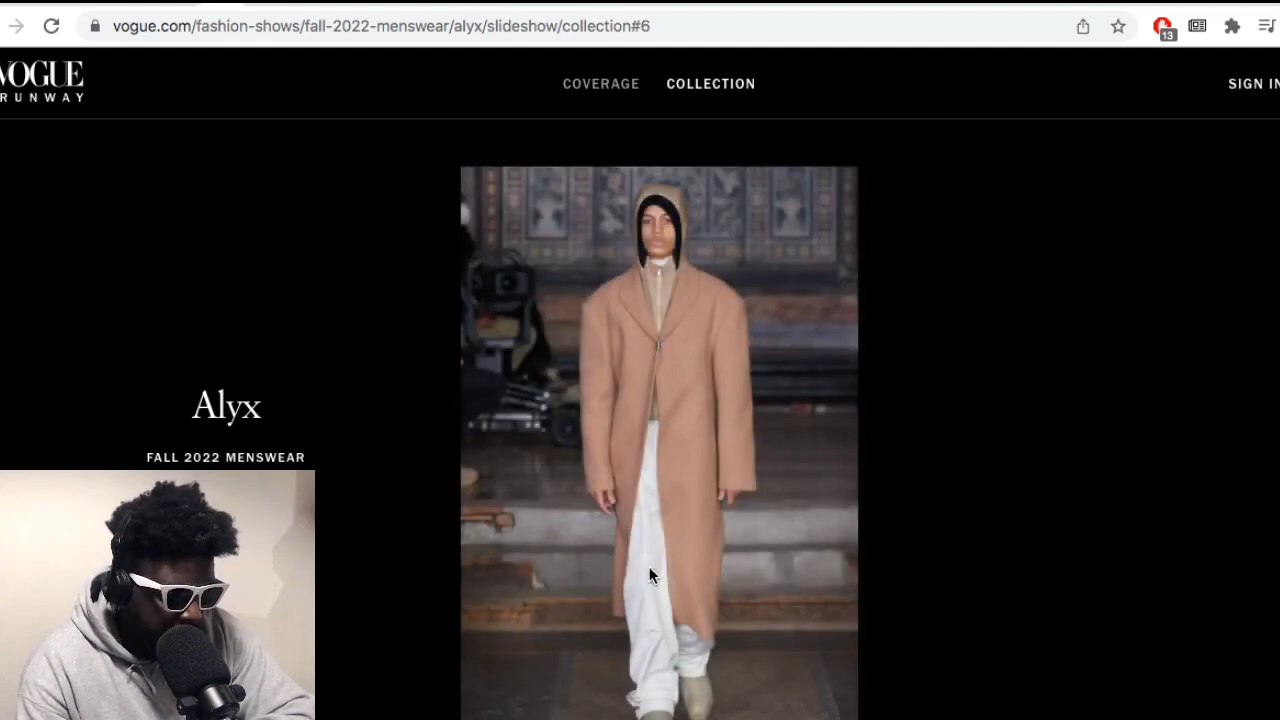 vogue.com/fashion-shows/fall-2022-menswear/alyx/slideshow/collection#6
13
VOGUE
RUNWAY
COVERAGE COLLECTION
SIGN IN
Alyx
FALL 2022 MENSWEAR